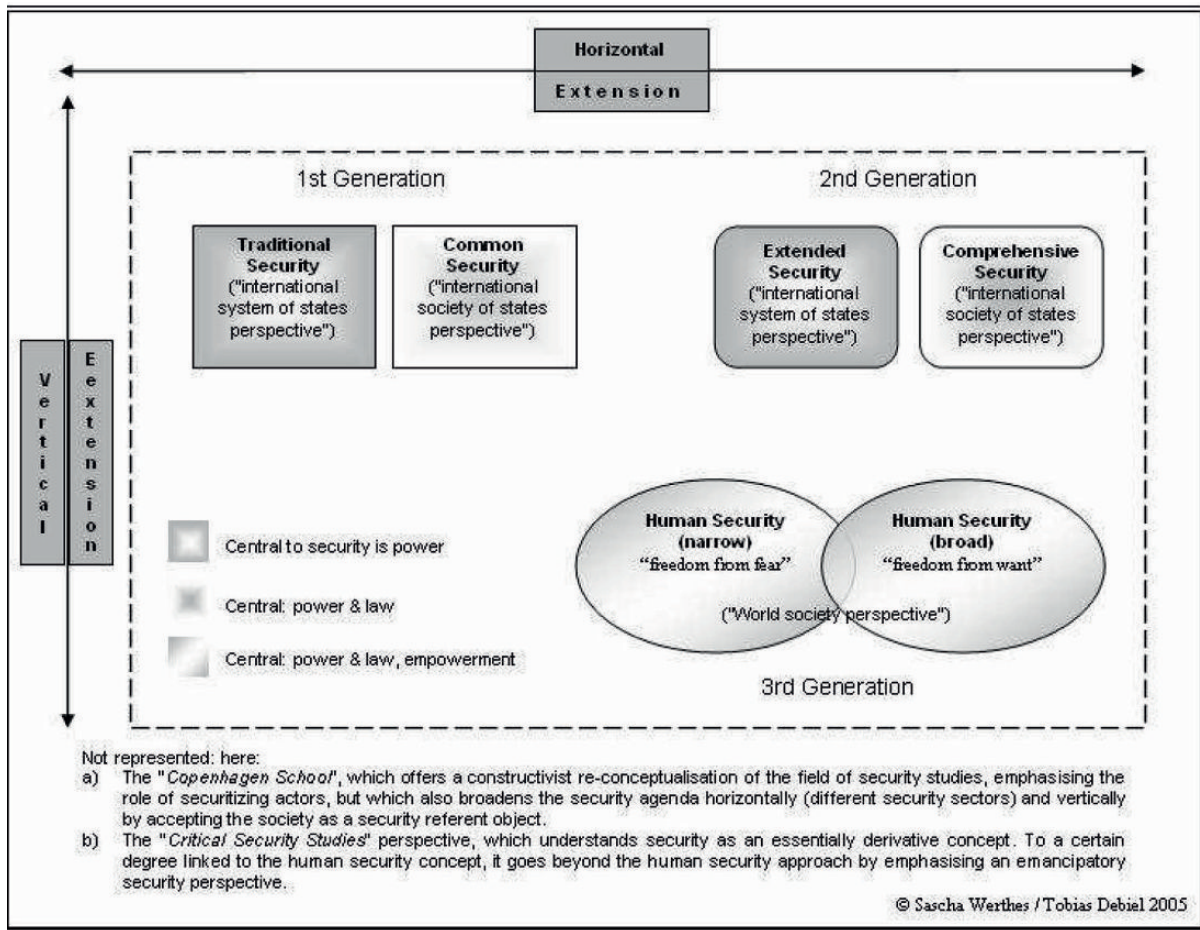 Horizontal
Extension
Vertical
Eextension
1st Generation
2nd Generation
Traditional
Security
("international
system of states
perspective")
Common
Security
("international
society of states
perspective")
Extended
Security
("international
system of states
perspective")
Comprehensive
Security
("international
society of states
perspective")
Central to security is power
Central: power & law
Central: power & law, empowerment
Human Security
(narrow)
“freedom from fear”
Human Security
(broad)
“freedom from want”
("World society perspective")
3rd Generation
Not represented: here:
a) The "Copenhagen School", which offers a constructivist re-conceptualisation of the field of security studies, emphasising the
role of securitizing actors, but which also broadens the security agenda horizontally (different security sectors) and vertically
by accepting the society as a security referent object.
b) The "Critical Security Studies" perspective, which understands security as an essentially derivative concept. To a certain
degree linked to the human security concept, it goes beyond the human security approach by emphasising an emancipatory
security perspective.
© Sascha Werthes / Tobias Debiel 2005